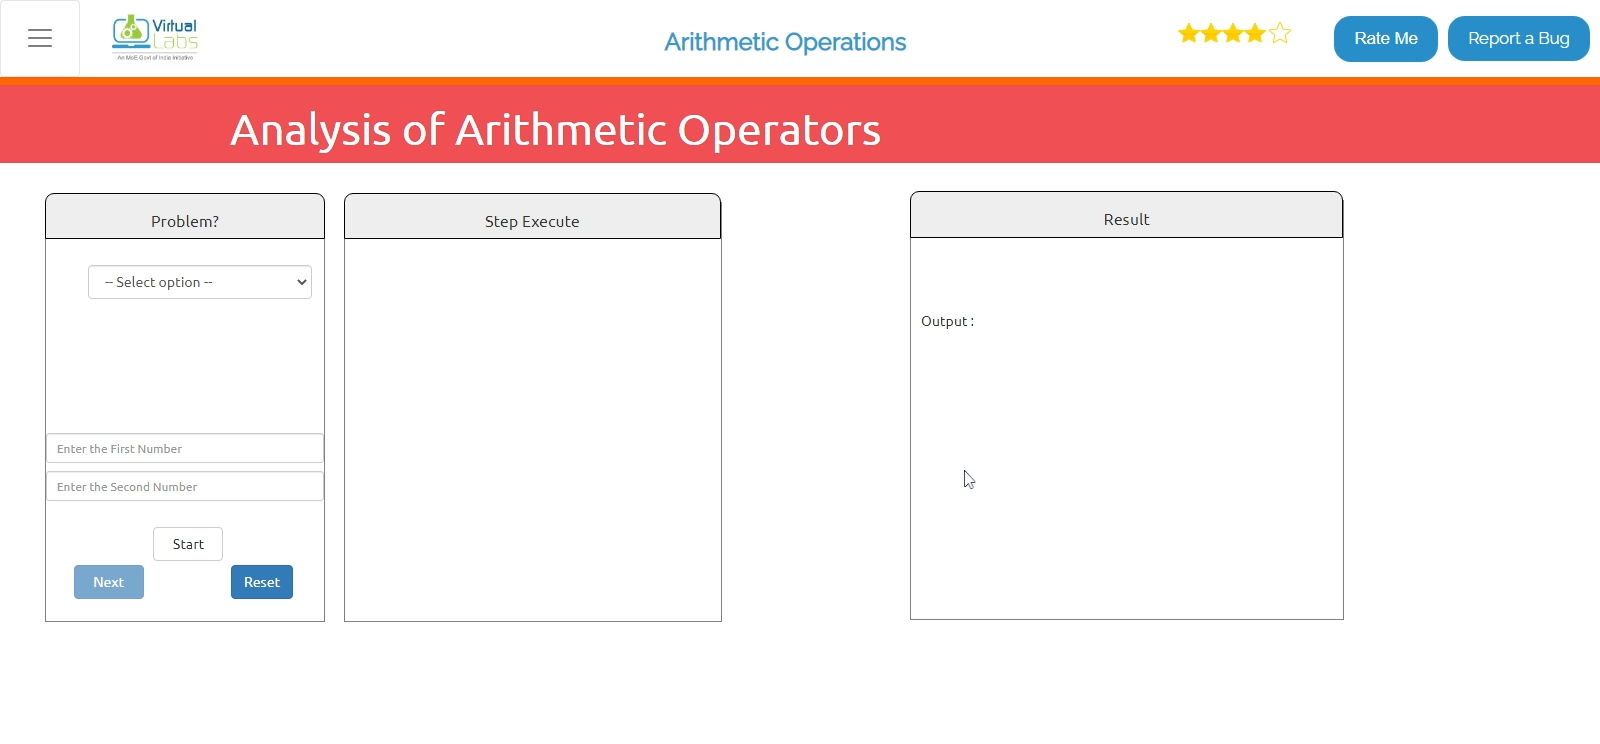 Virtual
Labs
An MoE Govt of India Initiative
Arithmetic Operations
Rate Me
Report a Bug
Analysis of Arithmetic Operators
Problem?
-- Select option --
Enter the First Number
Enter the Second Number
Start
Next
Reset
Step Execute
Result
Output :